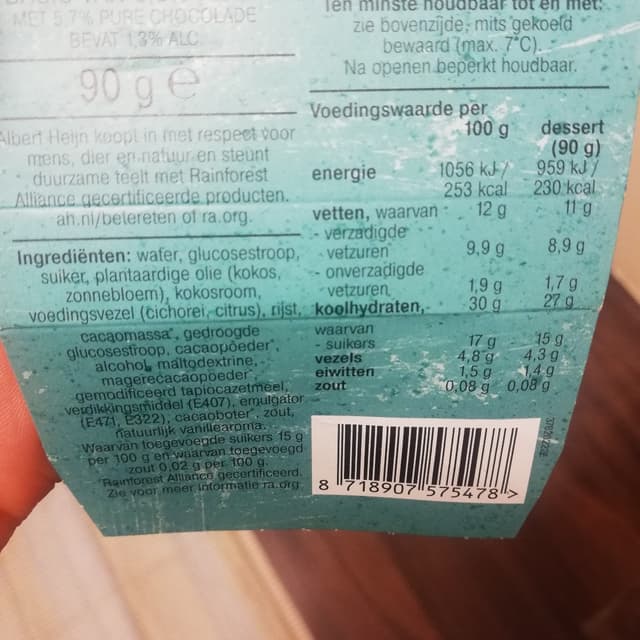 MET 5,7% PURE CHOCOLADE
BEVAT 1,3% ALC.
90 g e
Albert Heijn koopt in met respect voor
mens, dier en natuur en steunt
duurzame teelt met Rainforest
Alliance gecertificeerde producten.
ah.nl/betereten of ra.org.
Ingrediënten: water, glucosestroop,
suiker, plantaardige olie (kokos,
zonnebloem), kokosroom,
voedingsvezel (cichorei, citrus), rijst,
cacaomassa*, gedroogde
glucosestroop, cacaopoeder*,
alcohol, maltodextrine,
magerecacaopoeder*,
gemodificeerd tapiocazetmeel,
verdikkingsmiddel (E407), emulgator
(E471, E322), cacaoboter*, zout,
natuurlijk vanillearoma.
Waarvan toegevoegde suikers 15 g
per 100 g en waarvan toegevoegd
zout 0,02 g per 100 g.
*Rainforest Alliance gecertificeerd.
Zie voor meer informatie ra.org
Ten minste houdbaar tot en met:
zie bovenzijde, mits gekoeld
bewaard (max. 7°C).
Na openen beperkt houdbaar.
Voedingswaarde per
100 g dessert
(90 g)
energie 1056 kJ / 959 kJ /
253 kcal 230 kcal
vetten, waarvan 12 g 11 g
- verzadigde
vetzuren 9,9 g 8,9 g
- onverzadigde
vetzuren 1,9 g 1,7 g
koolhydraten, 30 g 27 g
waarvan
- suikers 17 g 15 g
vezels 4,8 g 4,3 g
eiwitten 1,5 g 1,4 g
zout 0,08 g 0,08 g
8 718907 575478 >